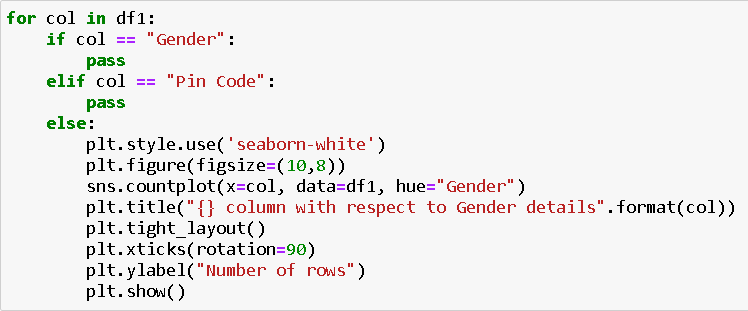 for col in df1:
    if col == "Gender":
        pass
    elif col == "Pin Code":
        pass
    else:
        plt.style.use('seaborn-white')
        plt.figure(figsize=(10,8))
        sns.countplot(x=col, data=df1, hue="Gender")
        plt.title("{} column with respect to Gender details".format(col))
        plt.tight_layout()
        plt.xticks(rotation=90)
        plt.ylabel("Number of rows")
        plt.show()